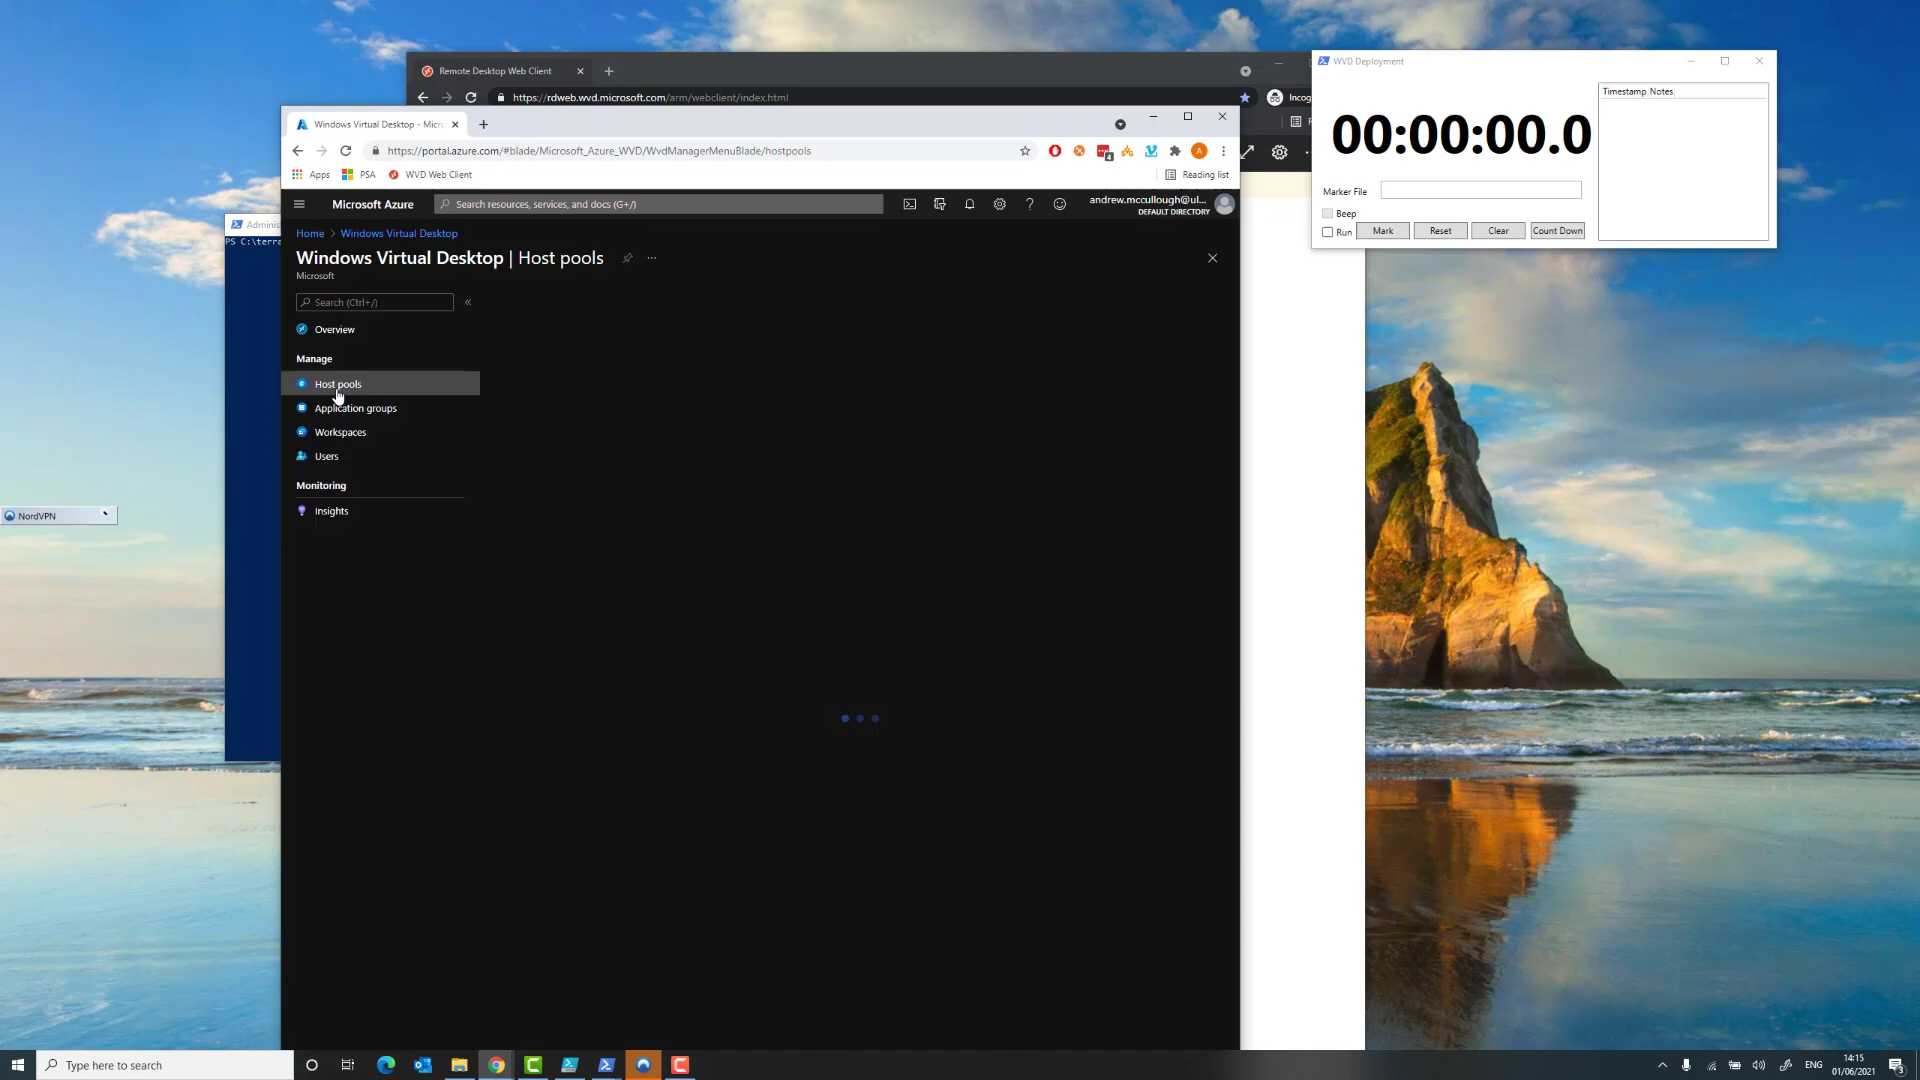 Remote Desktop Web Client
https://rdweb.wvd.microsoft.com/arm/webclient/index.html
Incog
WVD Deployment
00:00:00.0
Timestamp Notes
Marker File
Beep
Run
Mark
Reset
Clear
Count Down
Windows Virtual Desktop - Micr
https://portal.azure.com/#blade/Microsoft_Azure_WVD/WvdManagerMenuBlade/hostpools
4
A
Apps
PSA
WVD Web Client
Reading list
Microsoft Azure
Search resources, services, and docs (G+/)
andrew.mccullough@ul...
DEFAULT DIRECTORY
Adminis
PS C:\terra
Home > Windows Virtual Desktop
Windows Virtual Desktop | Host pools
Microsoft
Search (Ctrl+/)
Overview
Manage
Host pools
Application groups
Workspaces
Users
Monitoring
Insights
NordVPN
Type here to search
ENG
14:15
01/06/2021
3